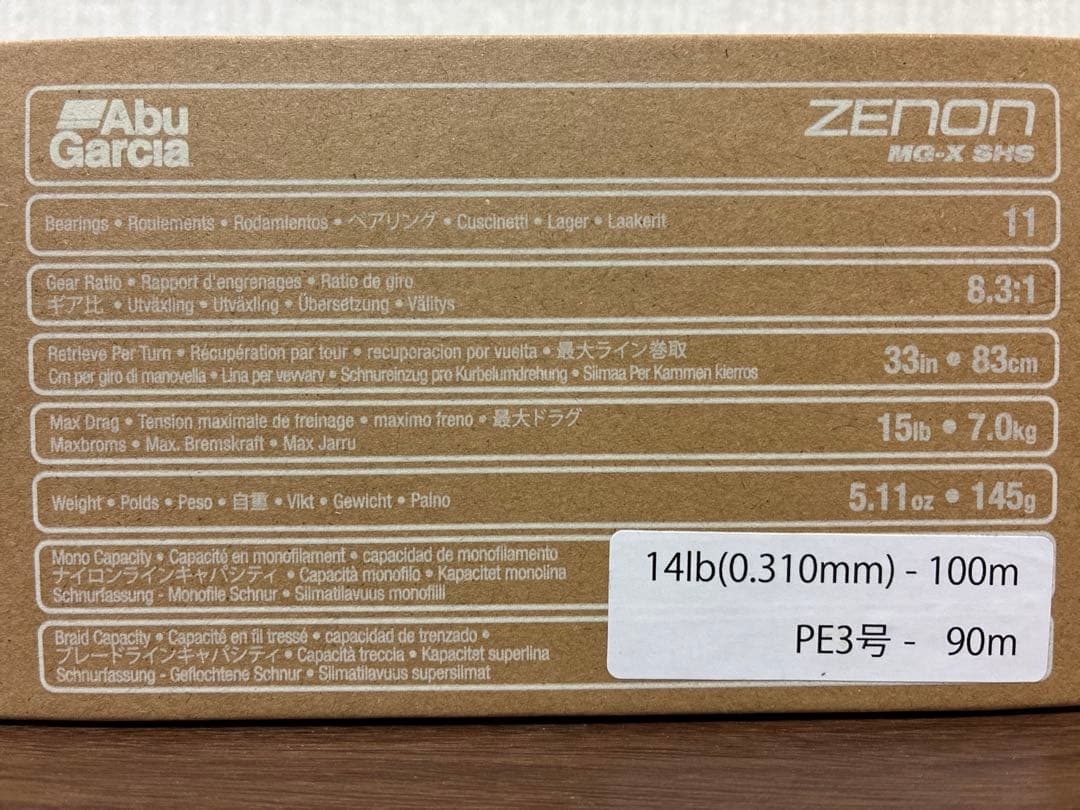 Abu
Garcia
ZENON
MG-X SHS
Bearings • Roulements • Rodamientos • ベアリング • Cuscinetti • Lager • Laakerit
11
Gear Ratio • Rapport d'engrenages • Ratio de giro
ギア比 • Utväxling • Utväxling • Übersetzung • Välitys
8.3:1
Retrieve Per Turn • Récupération par tour • recuperacion por vuelta • 最大ライン巻取
Cm per giro di manovella • Lina per vevvarv • Schnureinzug pro Kurbelumdrehung • Siimaa Per Kammen kierros
33in • 83cm
Max Drag • Tension maximale de freinage • maximo freno • 最大ドラグ
Maxbroms • Max. Bremskraft • Max Jarru
15lb • 7.0kg
Weight • Poids • Peso • 自重 • Vikt • Gewicht • Paino
5.11oz • 145g
Mono Capacity • Capacité en monofilament • capacidad de monofilamento
ナイロンラインキャパシティ • Capacità monofilo • Kapacitet monolina
Schnurfassung - Monofile Schnur • Siimatilavuus monofiili
14lb(0.310mm) - 100m
Braid Capacity • Capacité en fil tressé • capacidad de trenzado •
ブレードラインキャパシティ • Capacità treccia • Kapacitet superlina
Schnurfassung - Geflochtene Schnur • Siimatilavuus supersiimat
PE3号 - 90m